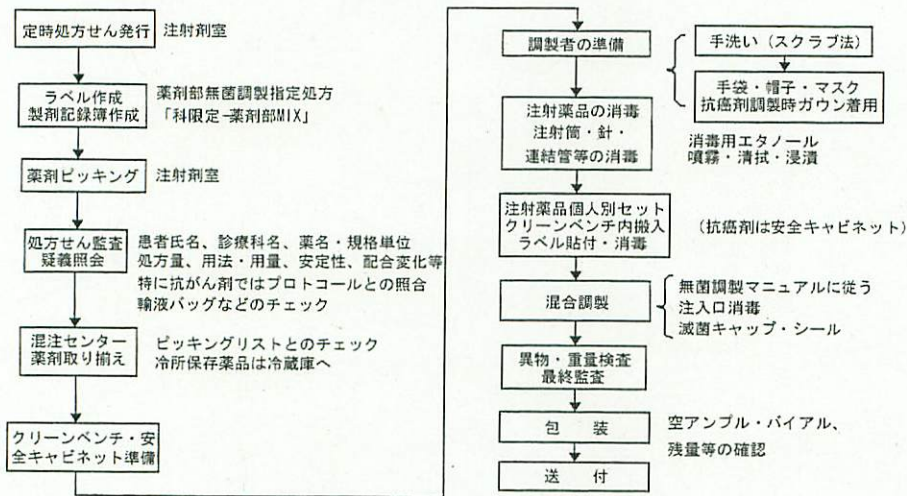 定時処方せん発行
注射剤室
ラベル作成
製剤記録簿作成
薬剤部無菌調製指定処方
「科限定-薬剤部MIX」
薬剤ピッキング
注射剤室
処方せん監査
疑義照会
患者氏名、診療科名、薬名・規格単位
処方量、用法・用量、安定性、配合変化等
特に抗がん剤ではプロトコールとの照合
輸液バッグなどのチェック
混注センター
薬剤取り揃え
ピッキングリストとのチェック
冷所保存薬品は冷蔵庫へ
クリーンベンチ・安
全キャビネット準備
調製者の準備
手洗い(スクラブ法)
手袋・帽子・マスク
抗癌剤調製時ガウン着用
注射薬品の消毒
注射筒・針・
連結管等の消毒
消毒用エタノール
噴霧・清拭・浸漬
注射薬品個人別セット
クリーンベンチ内搬入
ラベル貼付・消毒
(抗癌剤は安全キャビネット)
混合調製
無菌調製マニュアルに従う
注入口消毒
滅菌キャップ・シール
異物・重量検査
最終監査
包 装
空アンプル・バイアル、
残量等の確認
送 付